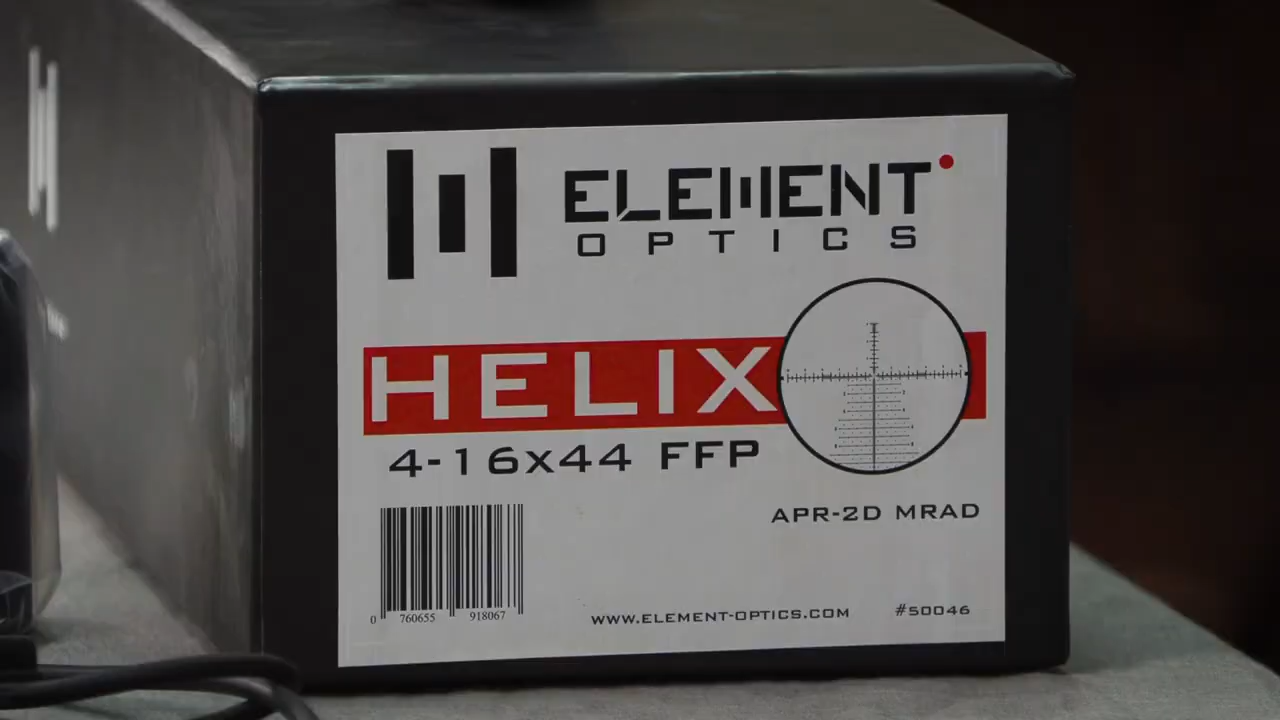 ELEMENT
OPTICS
HELIX
4-16x44 FFP
APR-2D MRAD
0 760655 918067
WWW.ELEMENT-OPTICS.COM #50046